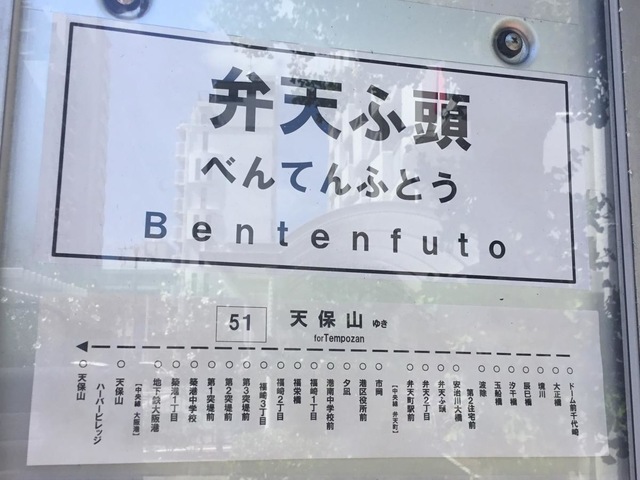 弁天ふ頭
べんてんふとう
Bentenfuto
51
天保山 ゆき
for Tempozan
天保山
ハーバービレッジ
天保山
地下鉄大阪港
【中央線 大阪港】
築港1丁目
築港中学校
第1突堤前
第2突堤前
第3突堤前
福崎3丁目
福崎2丁目
福栄橋
福崎1丁目
港南中学校前
夕凪
港区役所前
市岡
弁天町駅前
【中央線 弁天町】
弁天2丁目
弁天ふ頭
安治川大橋
第2住宅前
波除
玉船橋
汐干橋
辰巳橋
境川
大正橋
ドーム前千代崎